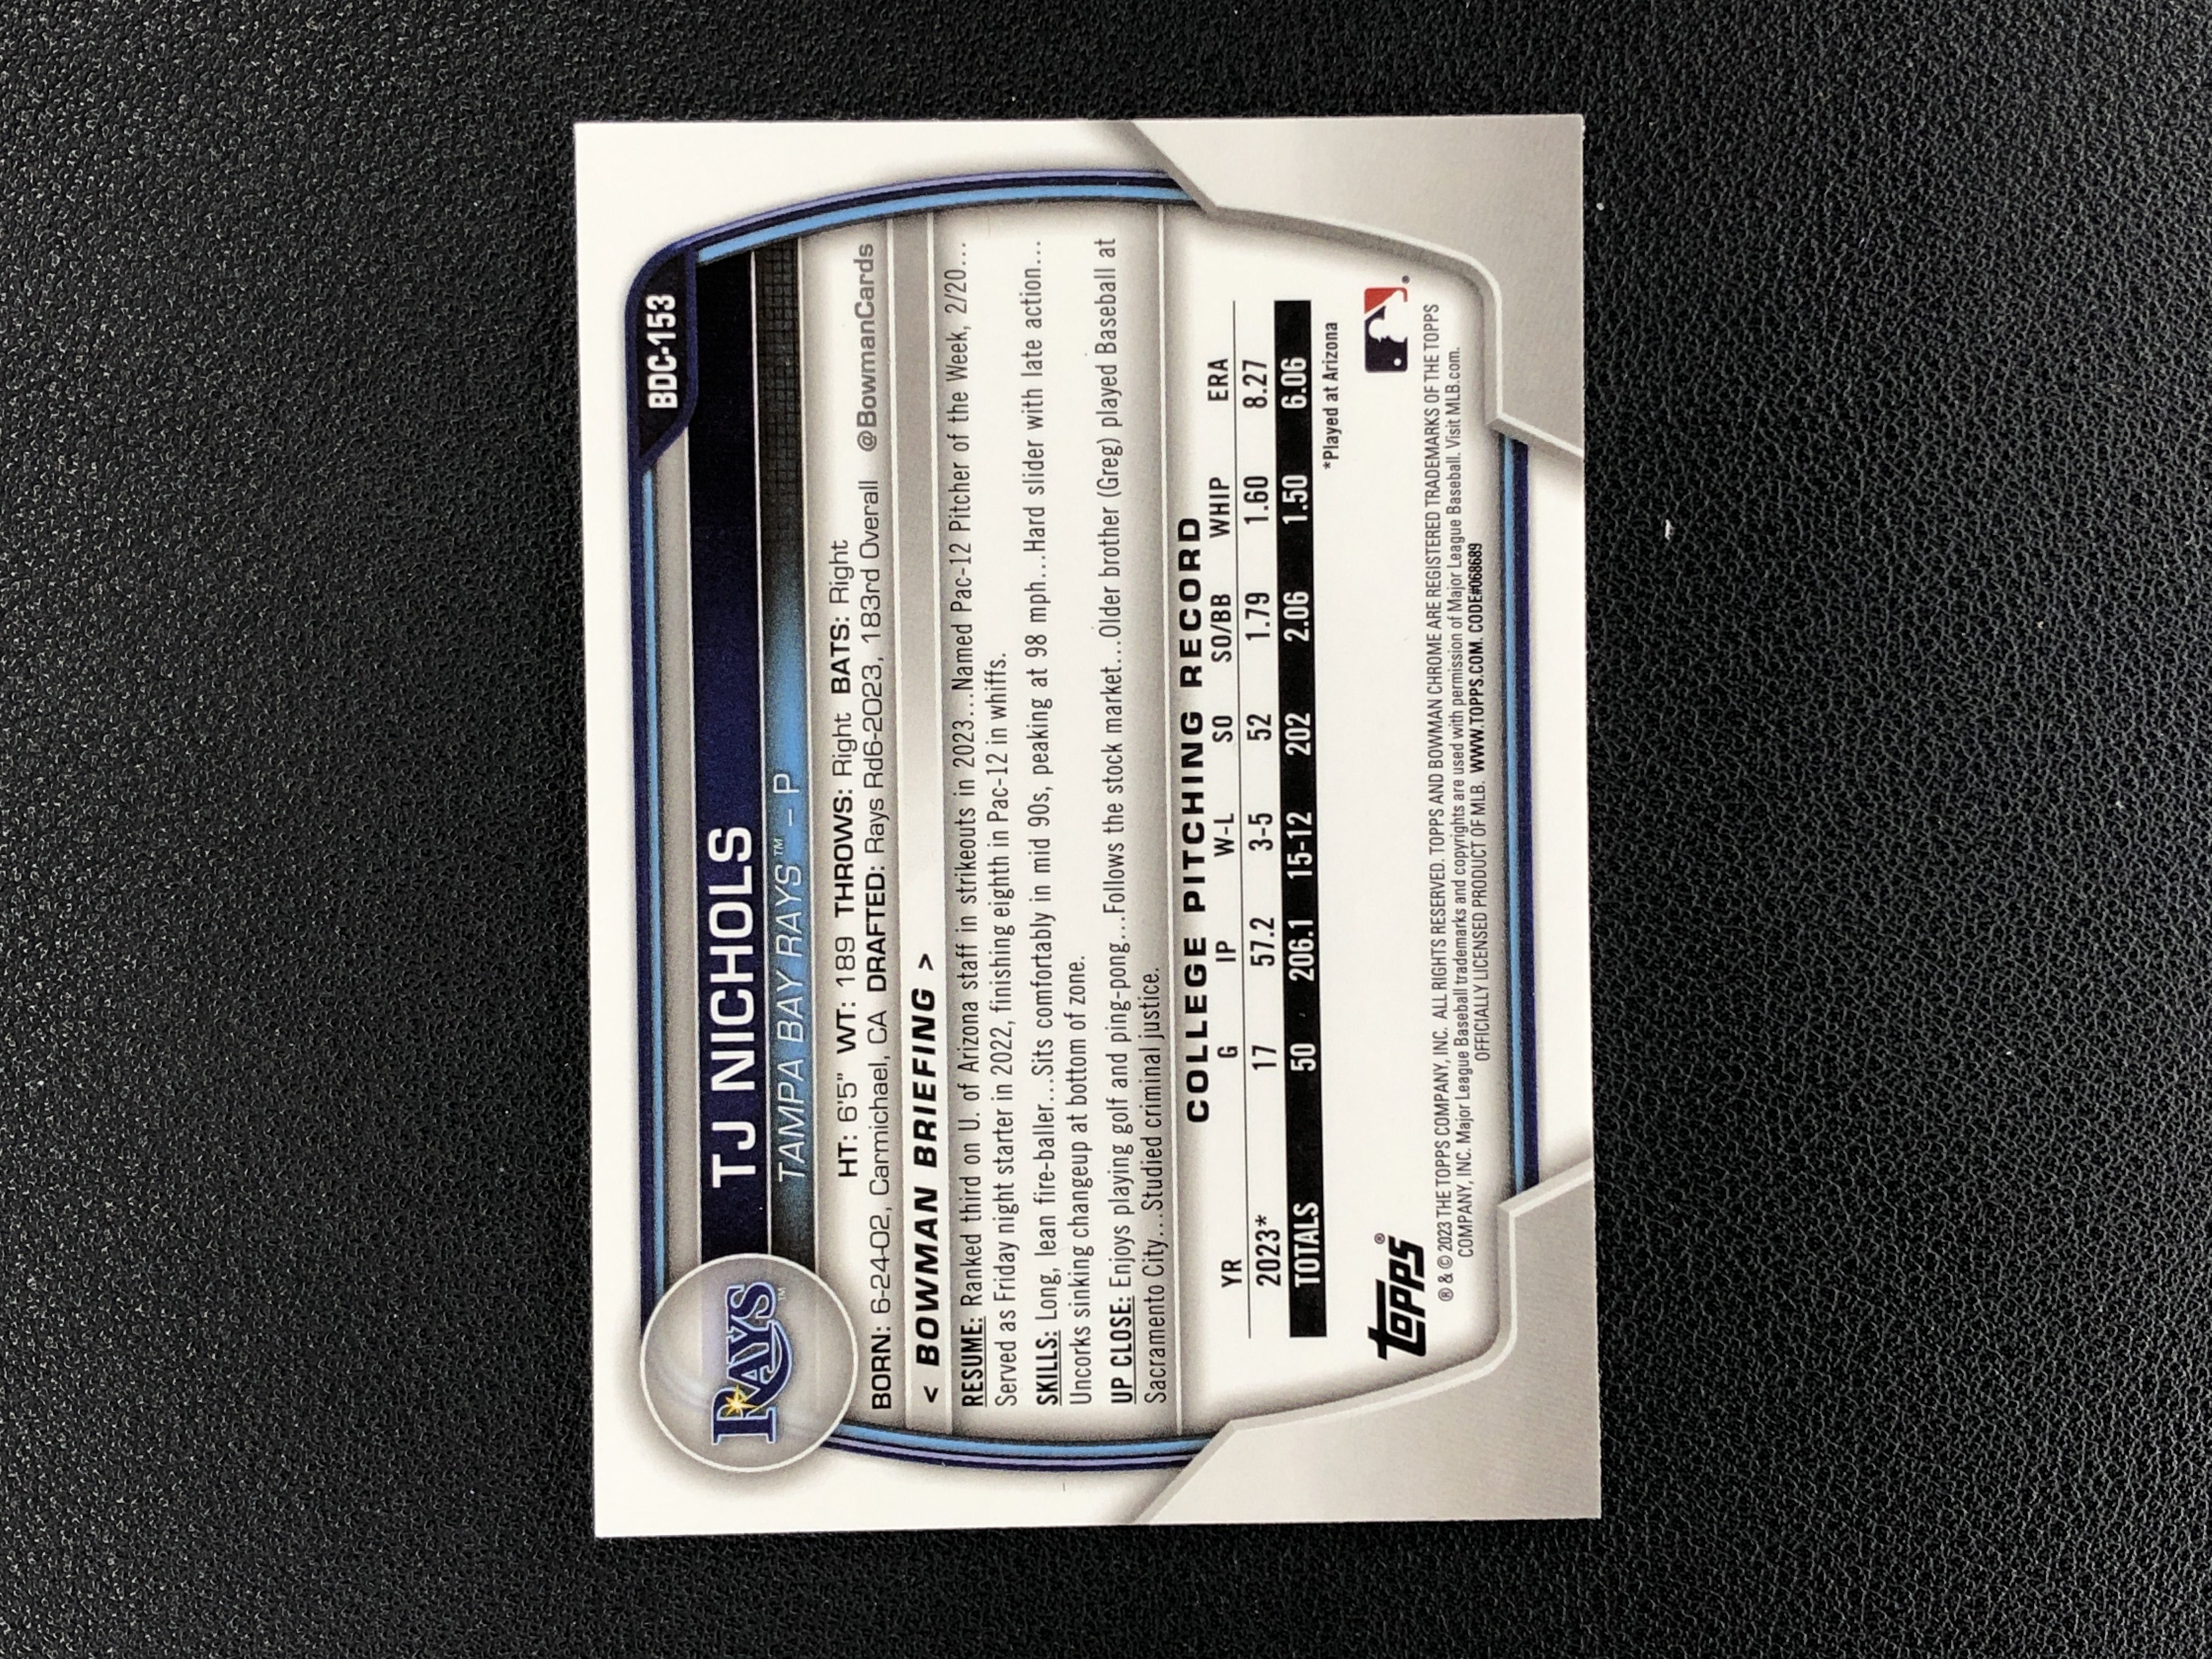 BDC-153
RAYS™
TJ NICHOLS
TAMPA BAY RAYS™ – P
HT: 6'5" WT: 189 THROWS: Right BATS: Right
BORN: 6-24-02, Carmichael, CA DRAFTED: Rays Rd6-2023, 183rd Overall @BowmanCards
< BOWMAN BRIEFING >
RESUME: Ranked third on U. of Arizona staff in strikeouts in 2023...Named Pac-12 Pitcher of the Week, 2/20...
Served as Friday night starter in 2022, finishing eighth in Pac-12 in whiffs.
SKILLS: Long, lean fire-baller...Sits comfortably in mid 90s, peaking at 98 mph...Hard slider with late action...
Uncorks sinking changeup at bottom of zone.
UP CLOSE: Enjoys playing golf and ping-pong...Follows the stock market...Older brother (Greg) played Baseball at
Sacramento City...Studied criminal justice.
COLLEGE PITCHING RECORD
YR G IP W-L SO SO/BB WHIP ERA
2023* 17 57.2 3-5 52 1.79 1.60 8.27
TOTALS 50 206.1 15-12 202 2.06 1.50 6.06
*Played at Arizona
TOPPS®
® & © 2023 THE TOPPS COMPANY, INC. ALL RIGHTS RESERVED. TOPPS AND BOWMAN CHROME ARE REGISTERED TRADEMARKS OF THE TOPPS
COMPANY, INC. Major League Baseball trademarks and copyrights are used with permission of Major League Baseball. Visit MLB.com.
OFFICIALLY LICENSED PRODUCT OF MLB. WWW.TOPPS.COM. CODE#068689